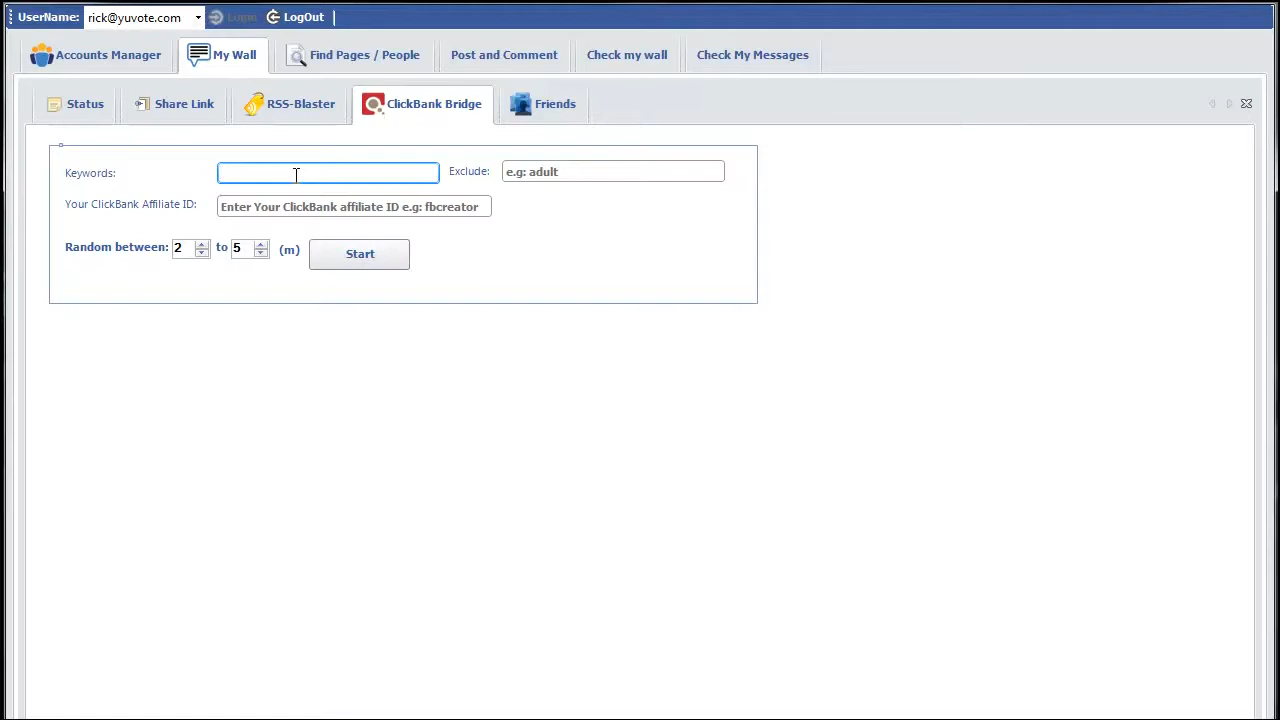 UserName: rick@yuvote.com Login LogOut
Accounts Manager My Wall Find Pages / People Post and Comment Check my wall Check My Messages
Status Share Link RSS-Blaster ClickBank Bridge Friends
Keywords: Exclude: e.g: adult
Your ClickBank Affiliate ID: Enter Your ClickBank affiliate ID e.g: fbcreator
Random between: 2 to 5 (m) Start